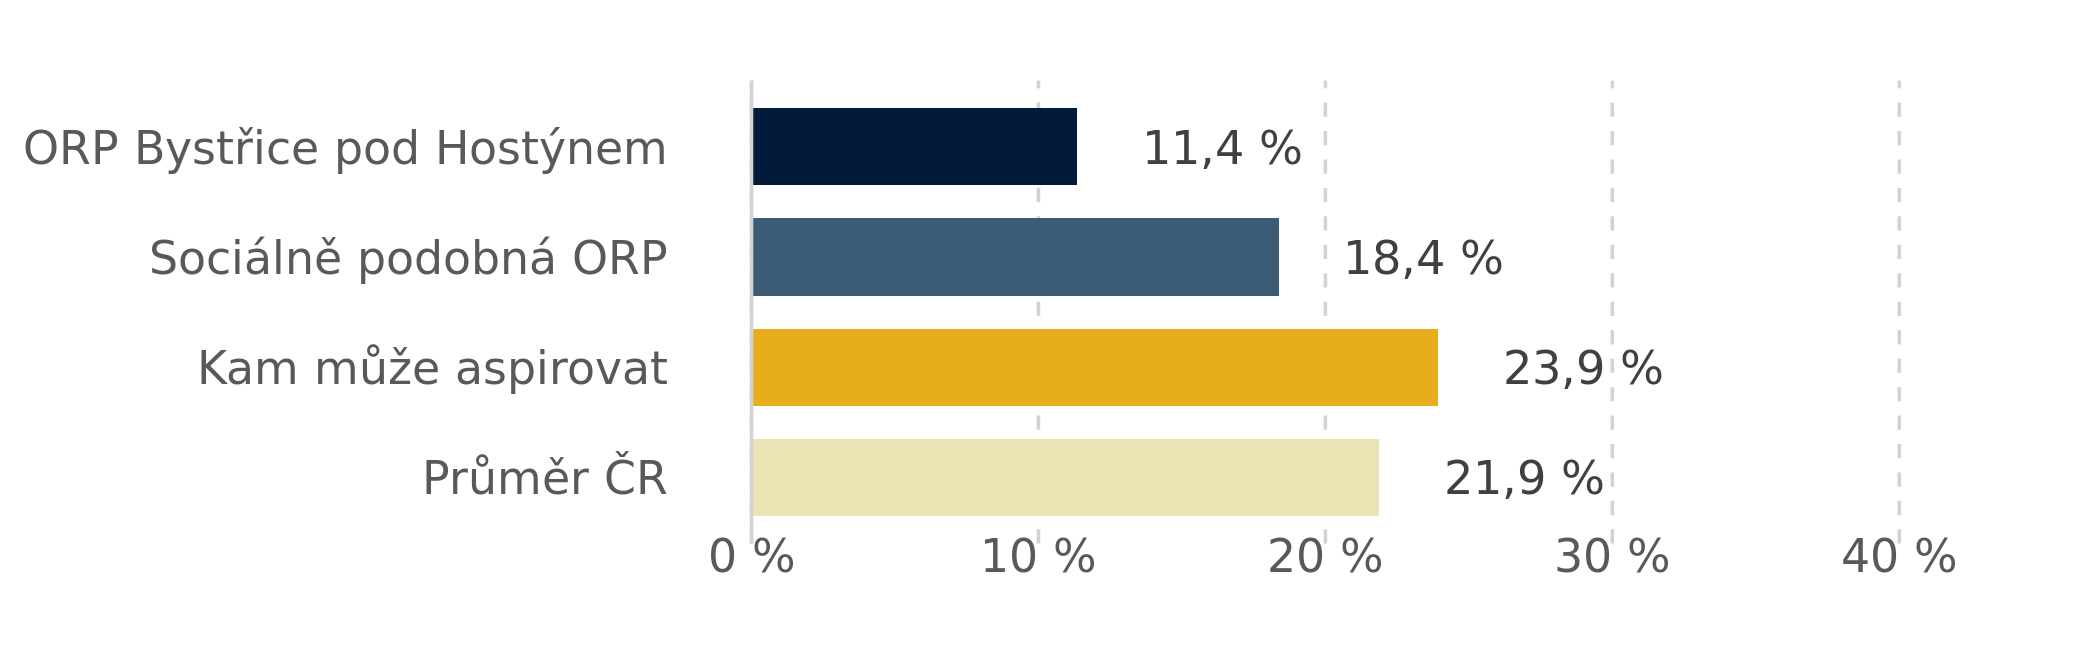 ORP Bystřice pod Hostýnem 11,4 %
Sociálně podobná ORP 18,4 %
Kam může aspirovat 23,9 %
Průměr ČR 21,9 %
0 % 10 % 20 % 30 % 40 %